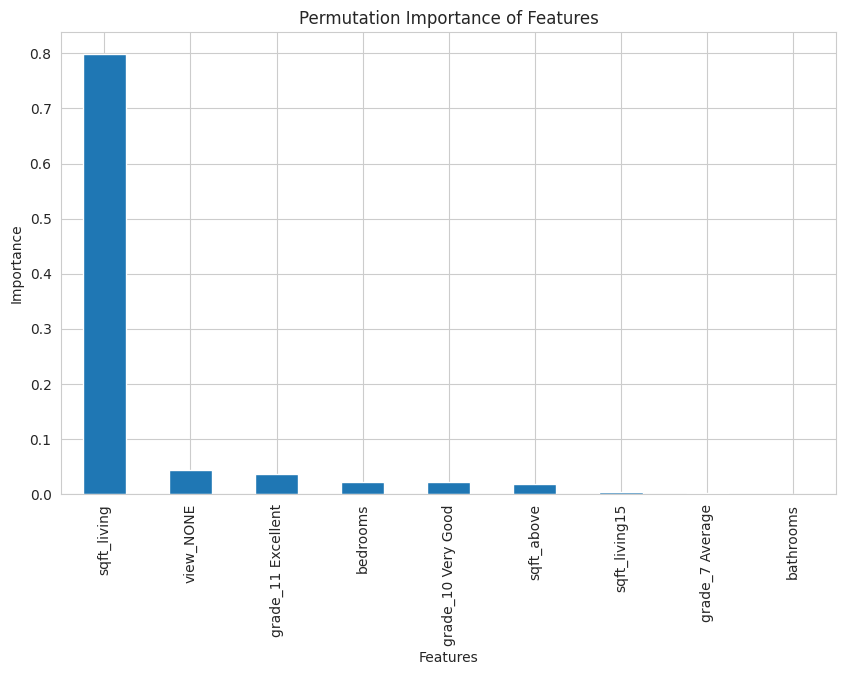 Permutation Importance of Features
Importance
0.8
0.7
0.6
0.5
0.4
0.3
0.2
0.1
0.0
sqft_living
view_NONE
grade_11 Excellent
bedrooms
grade_10 Very Good
sqft_above
sqft_living15
grade_7 Average
bathrooms
Features